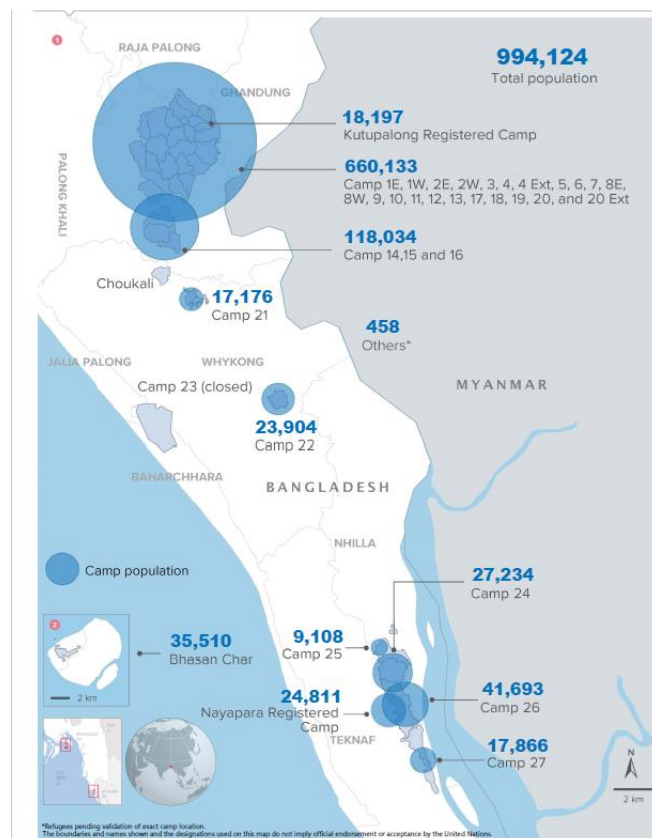 1
RAJA PALONG
994,124
Total population
GHANDUNG
18,197
Kutupalong Registered Camp
PALONG KHALI
660,133
Camp 1E, 1W, 2E, 2W, 3, 4, 4 Ext, 5, 6, 7, 8E,
8W, 9, 10, 11, 12, 13, 17, 18, 19, 20, and 20 Ext
118,034
Camp 14,15 and 16
Choukali
17,176
Camp 21
458
Others*
JALIA PALONG
WHYKONG
MYANMAR
Camp 23 (closed)
23,904
Camp 22
BAHARCHHARA
BANGLADESH
NHILLA
Camp population
27,234
Camp 24
2
35,510
Bhasan Char
2 km
9,108
Camp 25
24,811
Nayapara Registered
Camp
41,693
Camp 26
TEKNAF
17,866
Camp 27
N
2 km
2
*Refugees pending validation of exact camp location.
The boundaries and names shown and the designations used on this map do not imply official endorsement or acceptance by the United Nations.